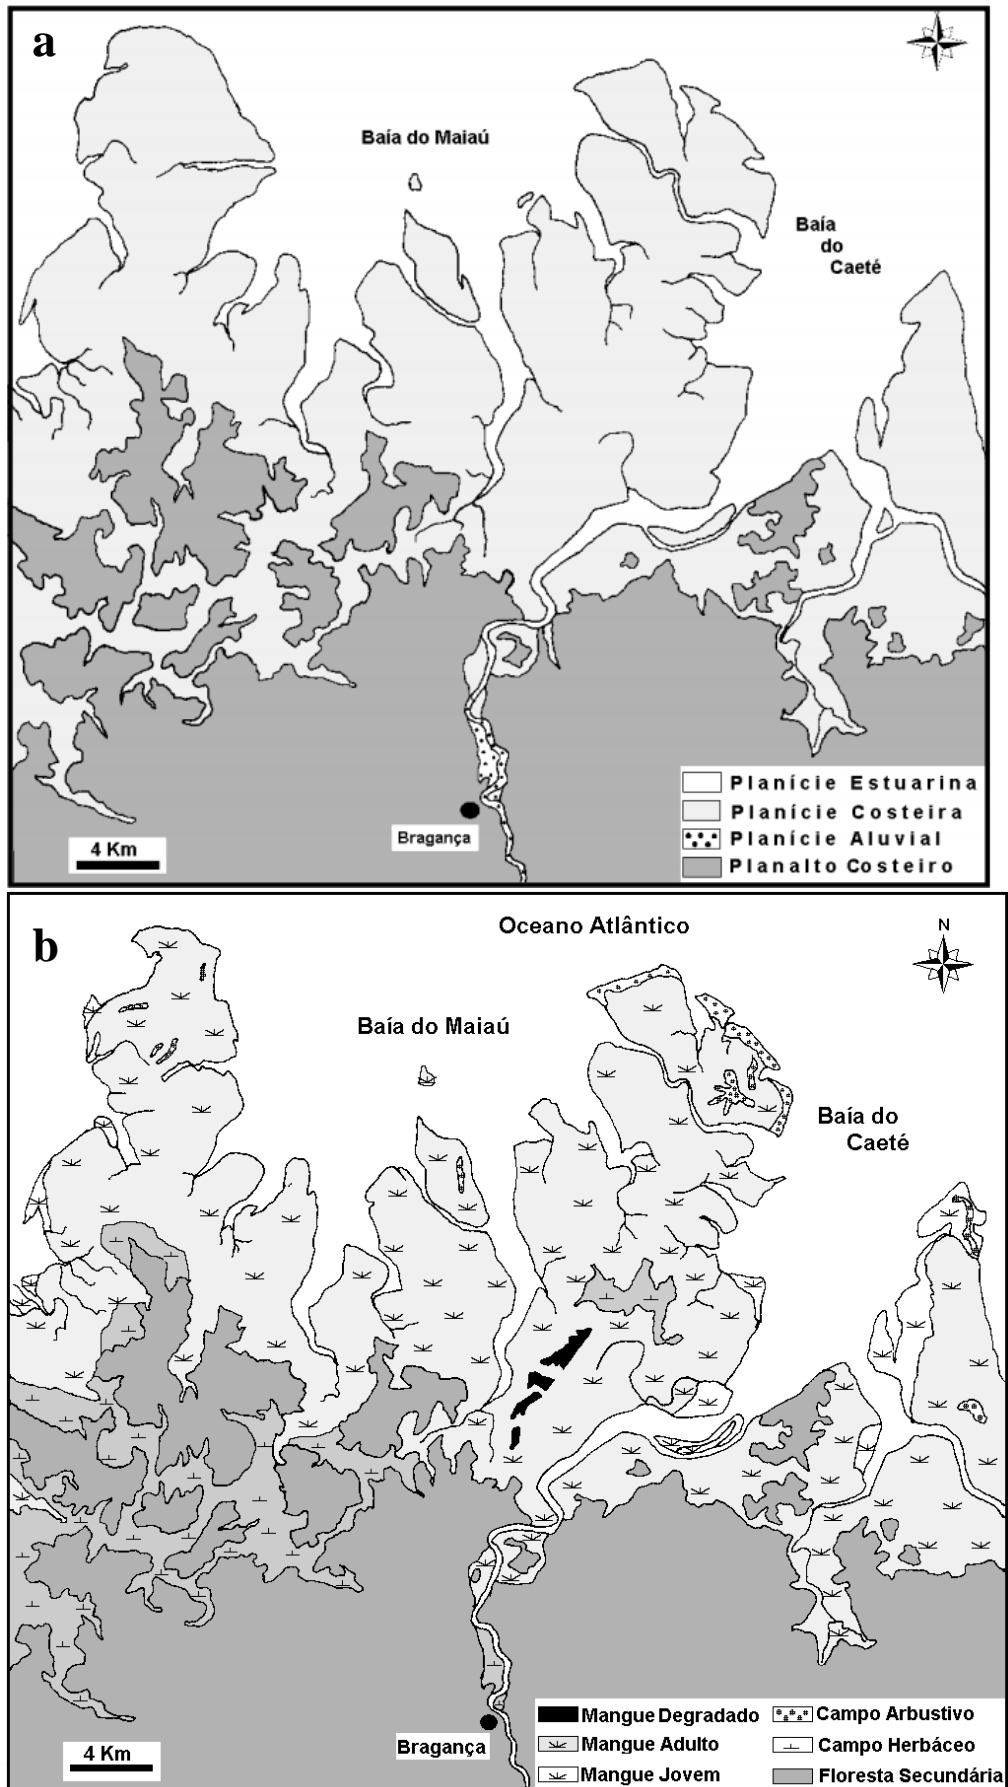 a
Baía do Maiaú
Baía
do
Caeté
Planície Estuarina
Planície Costeira
Planície Aluvial
Planalto Costeiro
4 Km
Bragança
b
Oceano Atlântico
N
Baía do Maiaú
Baía do
Caeté
Mangue Degradado
Mangue Adulto
Mangue Jovem
Campo Arbustivo
Campo Herbáceo
Floresta Secundária
Bragança
4 Km